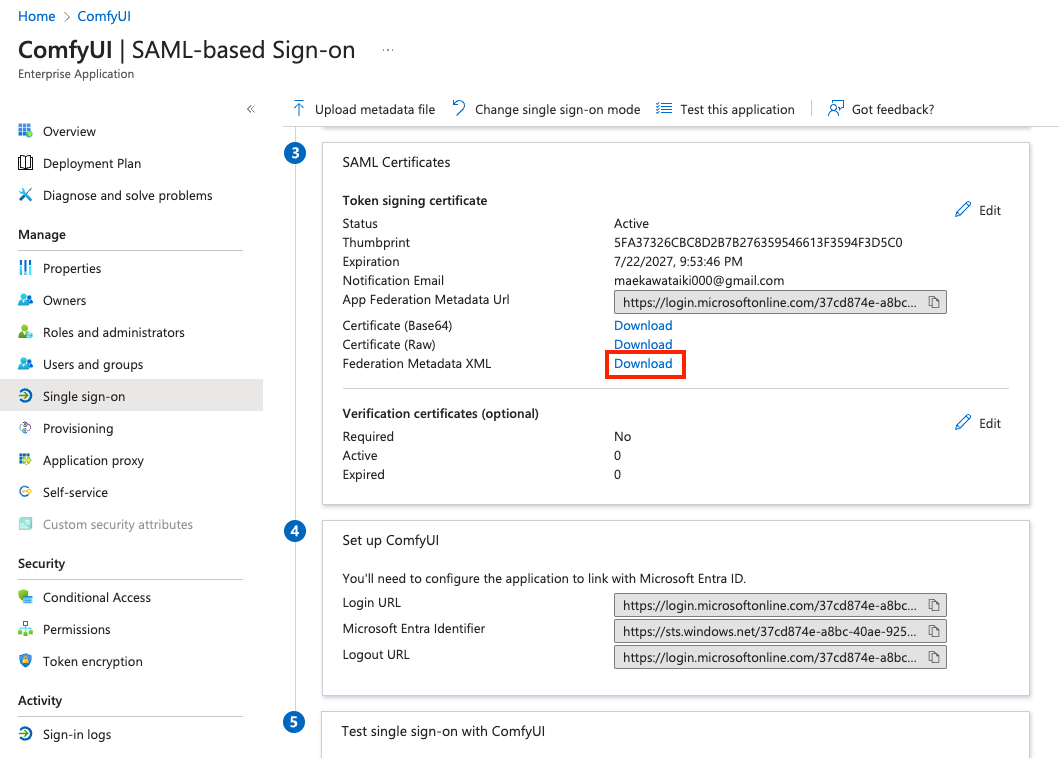 Home > ComfyUI
ComfyUI | SAML-based Sign-on ...
Enterprise Application
«
Overview
Deployment Plan
Diagnose and solve problems
Manage
Properties
Owners
Roles and administrators
Users and groups
Single sign-on
Provisioning
Application proxy
Self-service
Custom security attributes
Security
Conditional Access
Permissions
Token encryption
Activity
Sign-in logs
Upload metadata file Change single sign-on mode Test this application Got feedback?
3
SAML Certificates
Token signing certificate
Edit
Status Active
Thumbprint 5FA37326CBC8D2B7B276359546613F3594F3D5C0
Expiration 7/22/2027, 9:53:46 PM
Notification Email maekawataiki000@gmail.com
App Federation Metadata Url https://login.microsoftonline.com/37cd874e-a8bc...
Certificate (Base64) Download
Certificate (Raw) Download
Federation Metadata XML Download
Verification certificates (optional)
Edit
Required No
Active 0
Expired 0
4
Set up ComfyUI
You'll need to configure the application to link with Microsoft Entra ID.
Login URL https://login.microsoftonline.com/37cd874e-a8bc...
Microsoft Entra Identifier https://sts.windows.net/37cd874e-a8bc-40ae-925...
Logout URL https://login.microsoftonline.com/37cd874e-a8bc...
5
Test single sign-on with ComfyUI